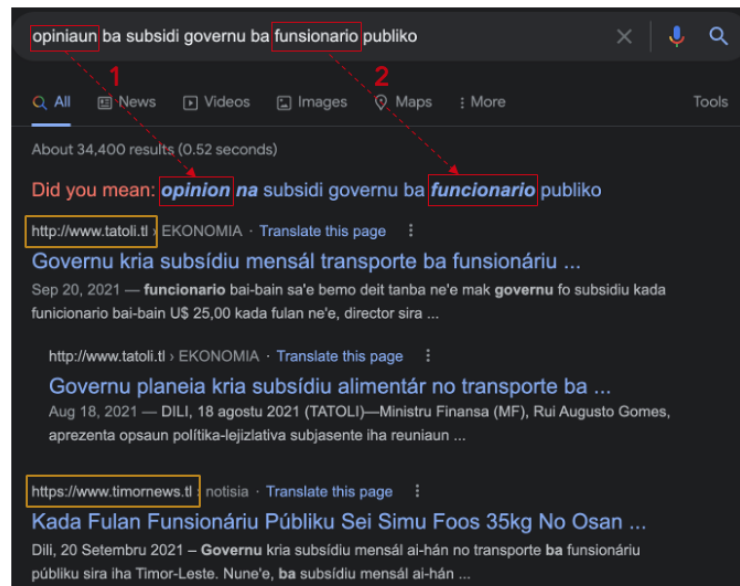 opiniaun ba subsidi governu ba funsionario publiko
1 2
All News Videos Images Maps More Tools
About 34,400 results (0.52 seconds)
Did you mean: opinion na subsidi governu ba funcionario publiko
http://www.tatoli.tl › EKONOMIA · Translate this page
Governu kria subsídiu mensál transporte ba funsionáriu ...
Sep 20, 2021 — funcionario bai-bain sa'e bemo deit tanba ne'e mak governu fo subsidiu kada
funicionario bai-bain U$ 25,00 kada fulan ne'e, director sira ...
http://www.tatoli.tl › EKONOMIA · Translate this page
Governu planeia kria subsídiu alimentár no transporte ba ...
Aug 18, 2021 — DILI, 18 agostu 2021 (TATOLI)—Ministru Finansa (MF), Rui Augusto Gomes,
aprezenta opsaun polítika-lejizlativa subjasente iha reuniaun ...
https://www.timornews.tl › notisia · Translate this page
Kada Fulan Funsionáriu Públiku Sei Simu Foos 35kg No Osan ...
Dili, 20 Setembru 2021 – Governu kria subsídiu mensál ai-hán no transporte ba funsionáriu
públiku sira iha Timor-Leste. Nune'e, ba subsídiu mensál ai-hán ...